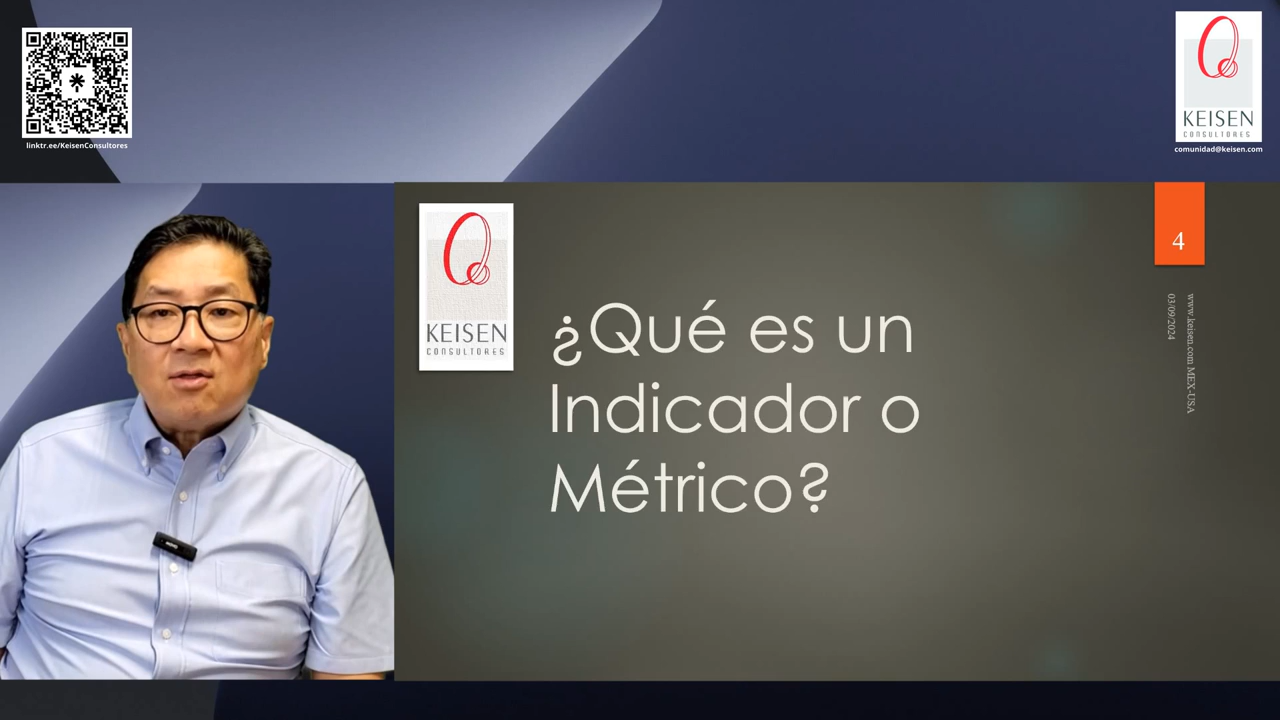 linktr.ee/KeisenConsultores
KEISEN
CONSULTORES
comunidad@keisen.com
KEISEN
CONSULTORES
¿Qué es un
Indicador o
Métrico?
4
www.keisen.com MEX-USA
03/09/2024